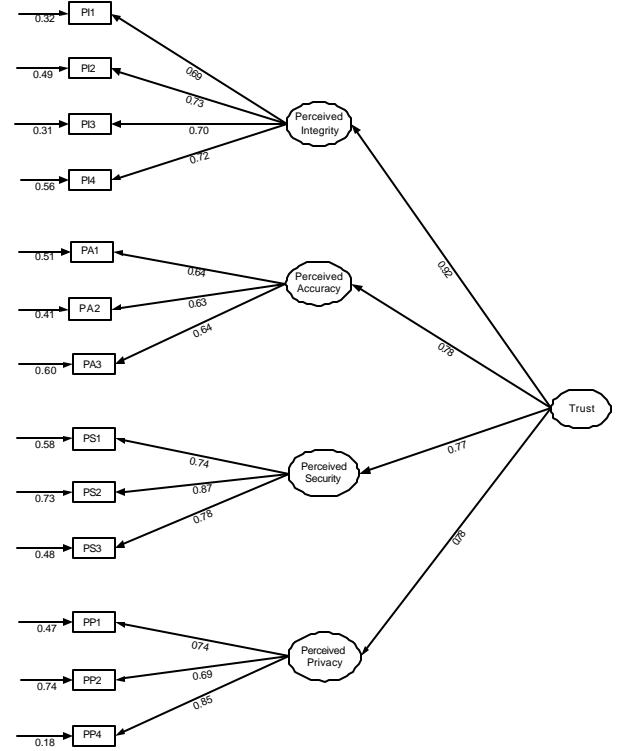 0.32
PI1
0.69
0.49
PI2
0.73
0.31
PI3
0.70
0.56
PI4
0.72
Perceived
Integrity
0.92
0.51
PA1
0.64
0.41
PA2
0.63
0.60
PA3
0.64
Perceived
Accuracy
0.78
Trust
0.58
PS1
0.74
0.73
PS2
0.87
0.48
PS3
0.78
Perceived
Security
0.77
0.78
0.47
PP1
074
0.74
PP2
0.69
0.18
PP4
0.85
Perceived
Privacy